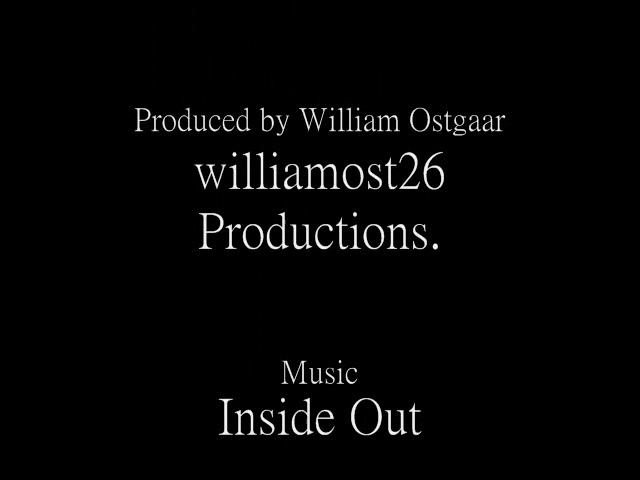 Produced by William Ostgaar
williamost26
Productions.
Music
Inside Out